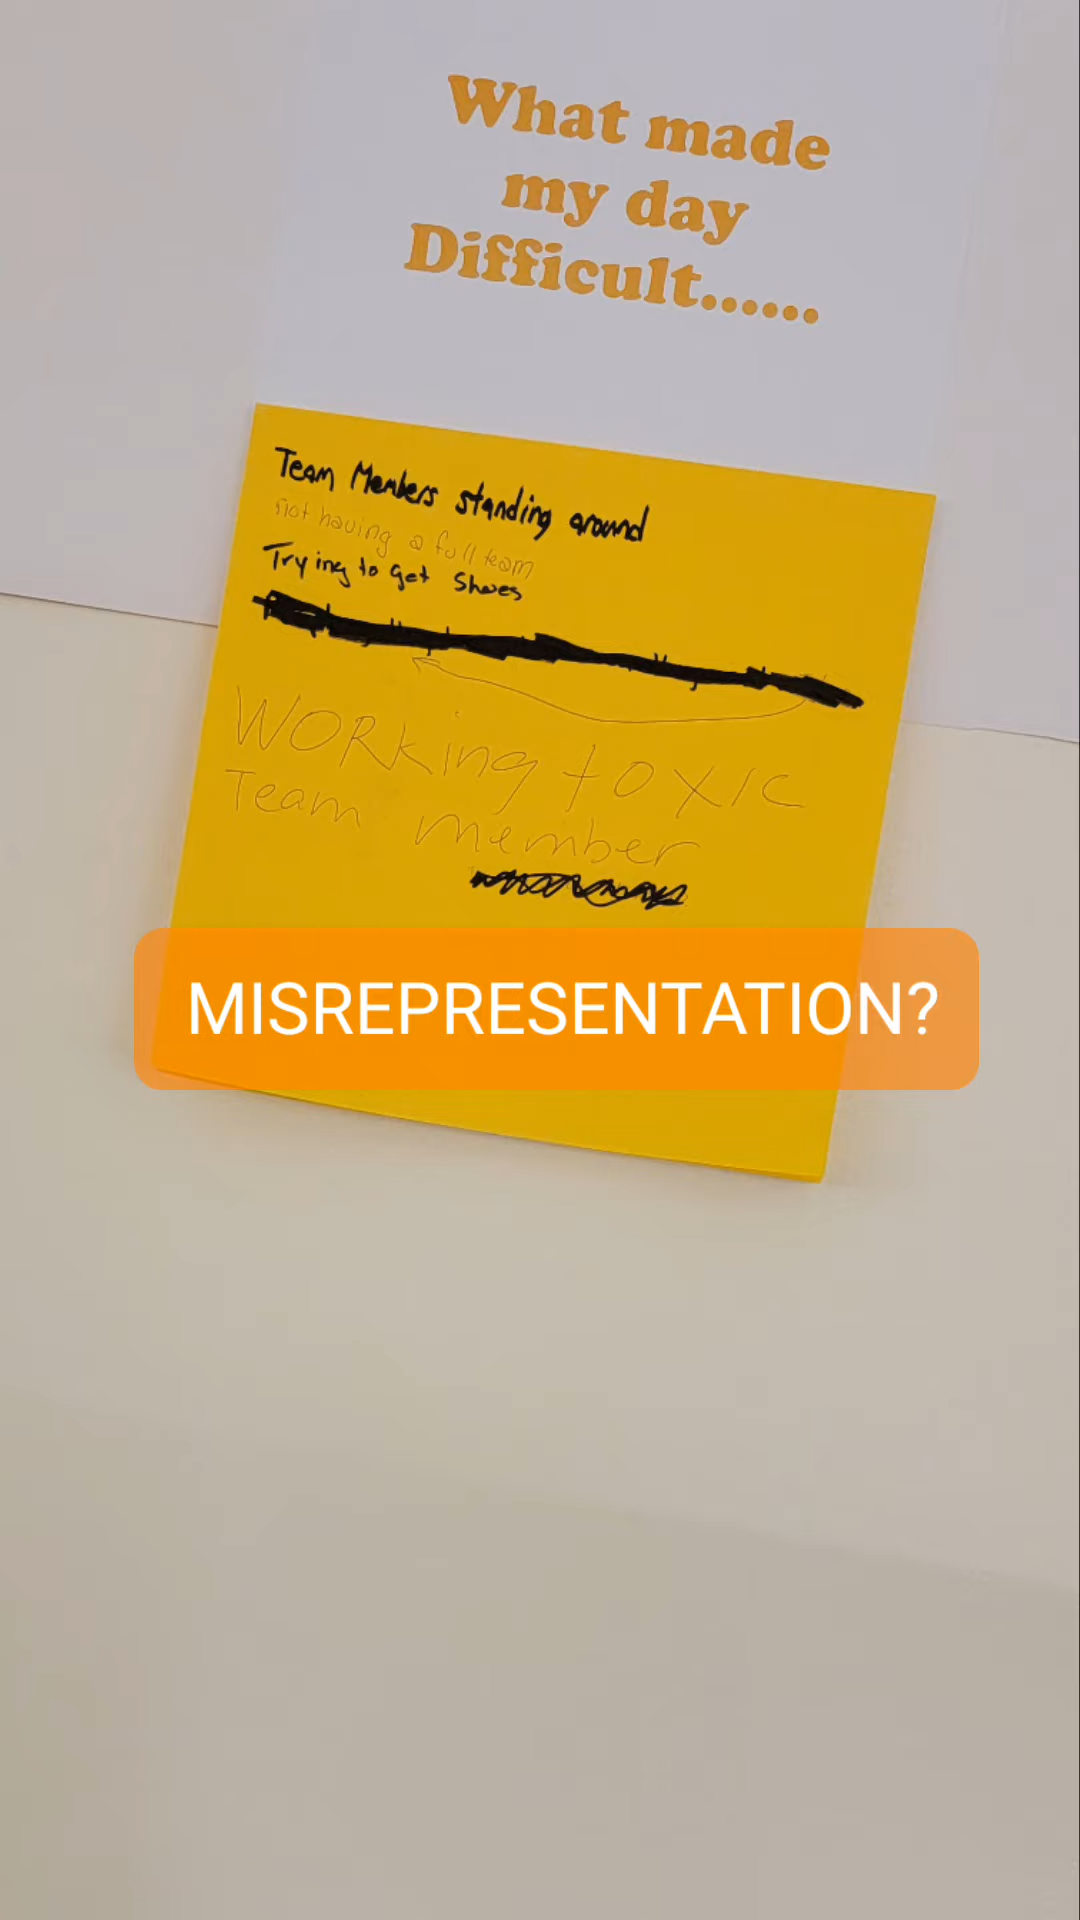 What made
my day
Difficult......
Team Members standing around
not having a full team
Trying to get Shoes
WORking toxic
Team member
MISREPRESENTATION?